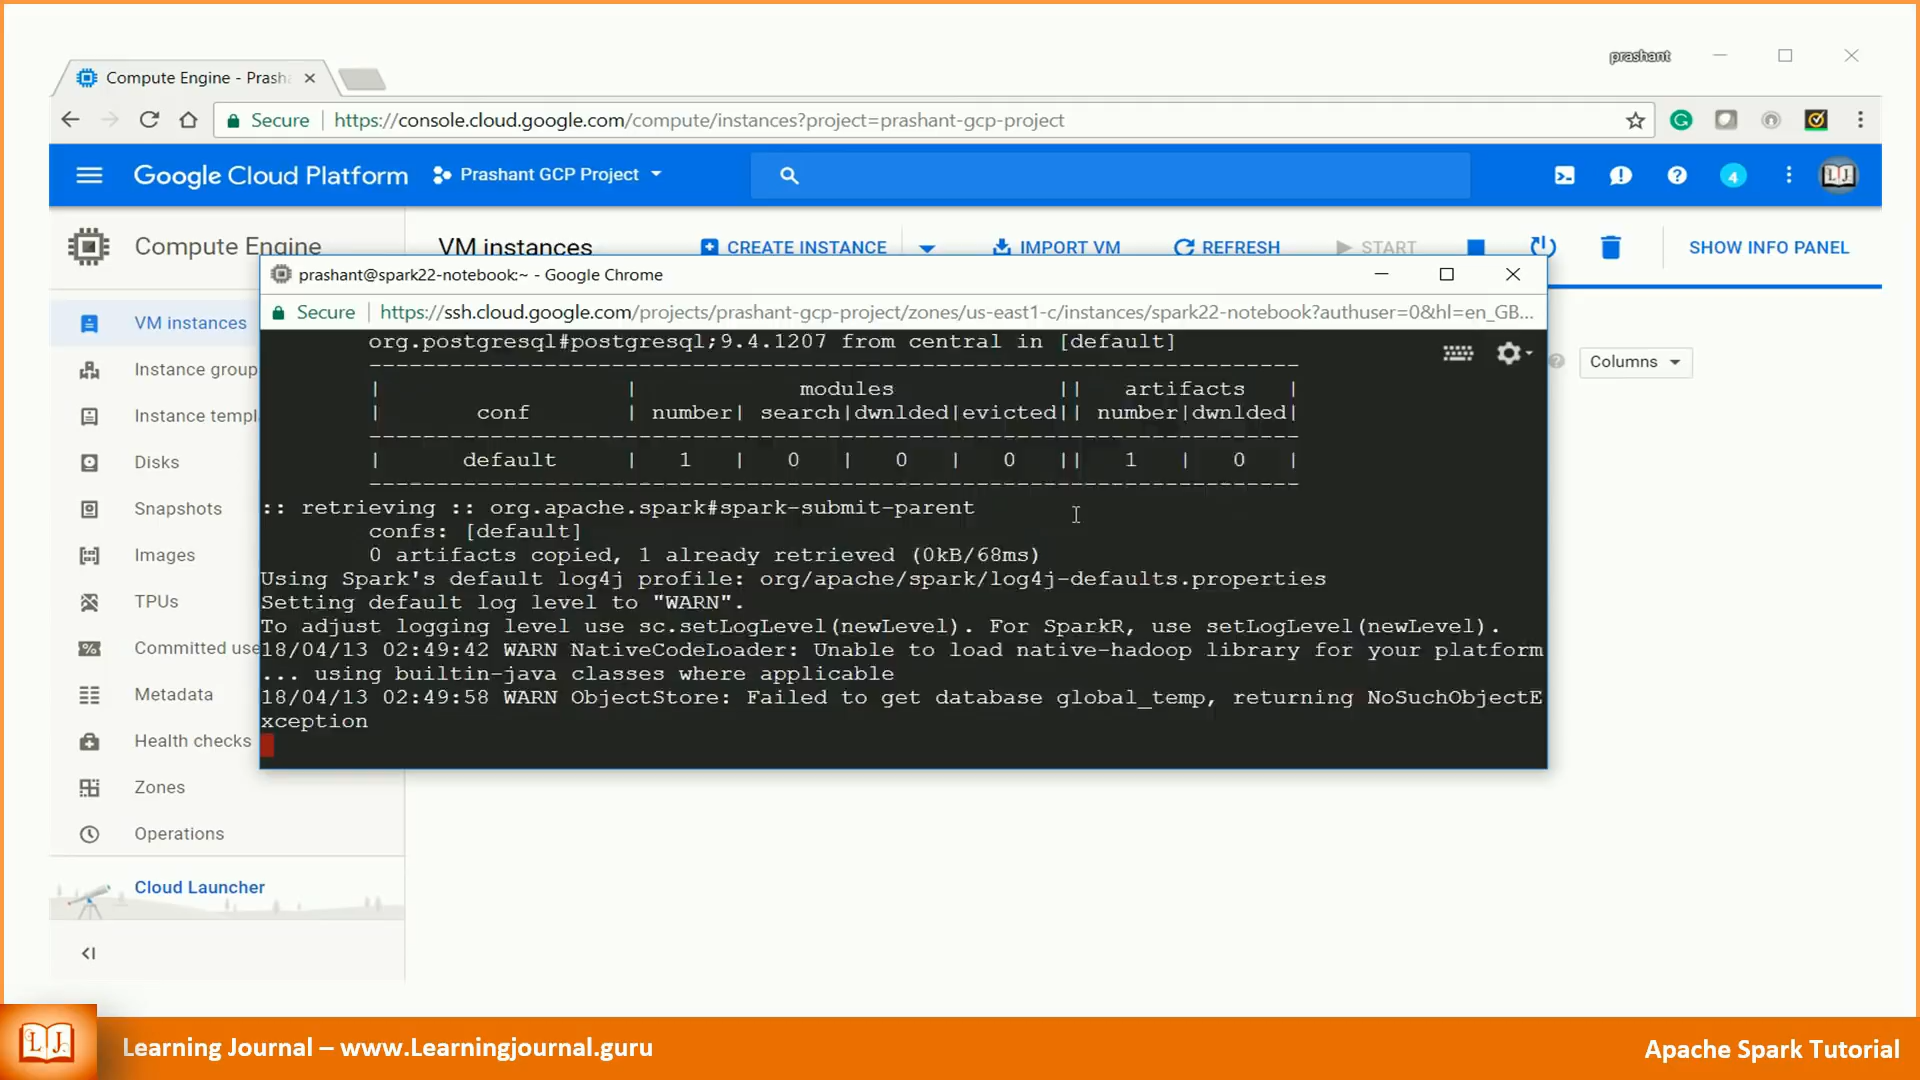 prashant
Compute Engine - Prash
Secure
https://console.cloud.google.com/compute/instances?project=prashant-gcp-project
Google Cloud Platform
Prashant GCP Project
4
LJ
Compute Engine
VM instances
CREATE INSTANCE
IMPORT VM
REFRESH
START
SHOW INFO PANEL
prashant@spark22-notebook:~ - Google Chrome
Secure
https://ssh.cloud.google.com/projects/prashant-gcp-project/zones/us-east1-c/instances/spark22-notebook?authuser=0&hl=en_GB...
VM instances
Instance group
Instance templ
Disks
Snapshots
Images
TPUs
Committed use
Metadata
Health checks
Zones
Operations
Cloud Launcher
Columns
org.postgresql#postgresql;9.4.1207 from central in [default]
---------------------------------------------------------------------
|                  |            modules            ||   artifacts   |
|       conf       | number| search|dwnlded|evicted|| number|dwnlded|
---------------------------------------------------------------------
|      default     |   1   |   0   |   0   |   0   ||   1   |   0   |
---------------------------------------------------------------------
:: retrieving :: org.apache.spark#spark-submit-parent
confs: [default]
0 artifacts copied, 1 already retrieved (0kB/68ms)
Using Spark's default log4j profile: org/apache/spark/log4j-defaults.properties
Setting default log level to "WARN".
To adjust logging level use sc.setLogLevel(newLevel). For SparkR, use setLogLevel(newLevel).
18/04/13 02:49:42 WARN NativeCodeLoader: Unable to load native-hadoop library for your platform
... using builtin-java classes where applicable
18/04/13 02:49:58 WARN ObjectStore: Failed to get database global_temp, returning NoSuchObjectE
xception
LJ
Learning Journal – www.Learningjournal.guru
Apache Spark Tutorial